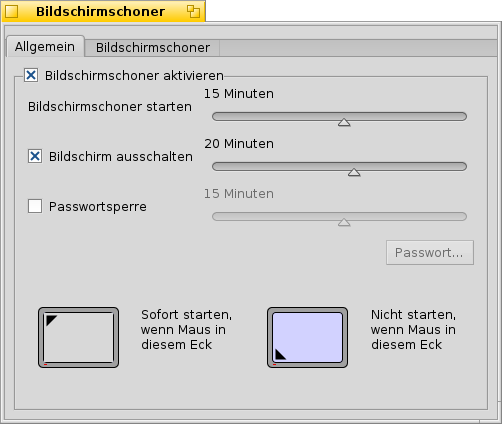 Bildschirmschoner
Allgemein
Bildschirmschoner
Bildschirmschoner aktivieren
15 Minuten
Bildschirmschoner starten
20 Minuten
Bildschirm ausschalten
15 Minuten
Passwortsperre
Passwort...
Sofort starten,
wenn Maus in
diesem Eck
Nicht starten,
wenn Maus in
diesem Eck